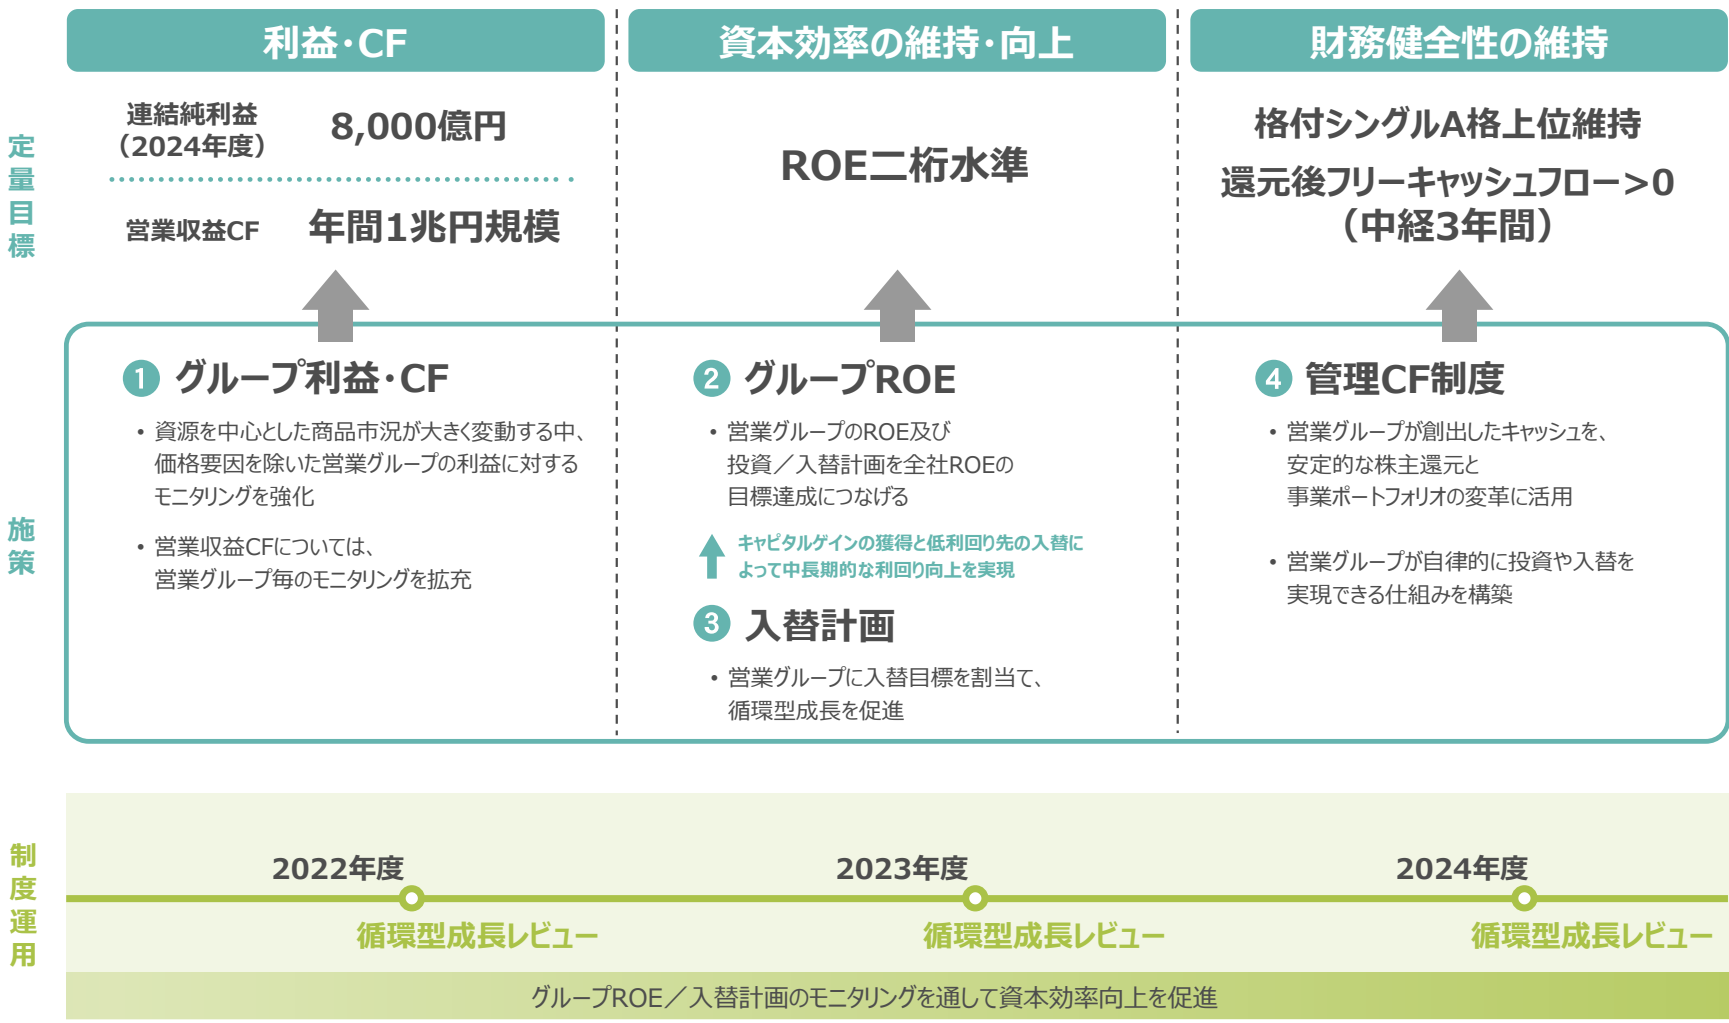 利益・CF
資本効率の維持・向上
財務健全性の維持
定量目標
連結純利益
（2024年度）
8,000億円
営業収益CF
年間1兆円規模
ROE二桁水準
格付シングルA格上位維持
還元後フリーキャッシュフロー>0
（中経3年間）
施策
1 グループ利益・CF
• 資源を中心とした商品市況が大きく変動する中、
価格要因を除いた営業グループの利益に対する
モニタリングを強化
• 営業収益CFについては、
営業グループ毎のモニタリングを拡充
2 グループROE
• 営業グループのROE及び
投資／入替計画を全社ROEの
目標達成につなげる
キャピタルゲインの獲得と低利回り先の入替に
よって中長期的な利回り向上を実現
3 入替計画
• 営業グループに入替目標を割当て、
循環型成長を促進
4 管理CF制度
• 営業グループが創出したキャッシュを、
安定的な株主還元と
事業ポートフォリオの変革に活用
• 営業グループが自律的に投資や入替を
実現できる仕組みを構築
制度運用
2022年度
2023年度
2024年度
循環型成長レビュー
循環型成長レビュー
循環型成長レビュー
グループROE／入替計画のモニタリングを通して資本効率向上を促進